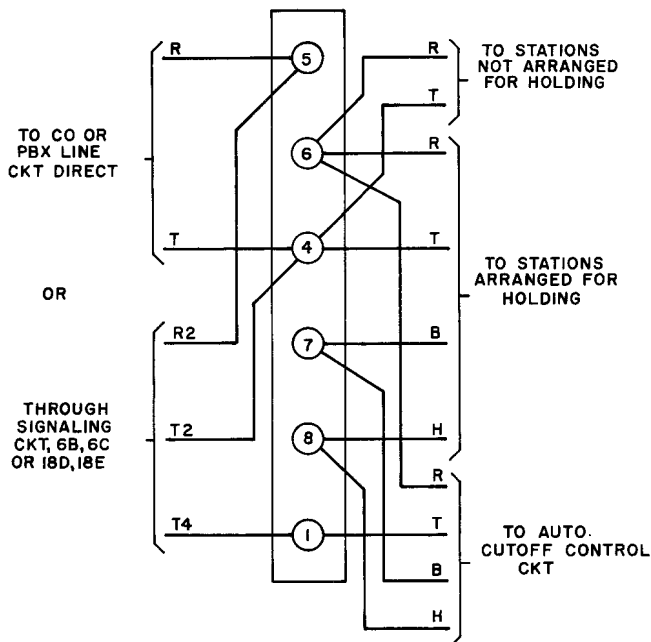 R
5
R
TO STATIONS
NOT ARRANGED
FOR HOLDING
T
TO CO OR
PBX LINE
CKT DIRECT
6
R
T
4
T
TO STATIONS
ARRANGED FOR
HOLDING
OR
R2
7
B
THROUGH
SIGNALING
CKT, 6B, 6C
OR 18D, 18E
T2
8
H
R
T4
1
T
TO AUTO.
CUTOFF CONTROL
CKT
B
H